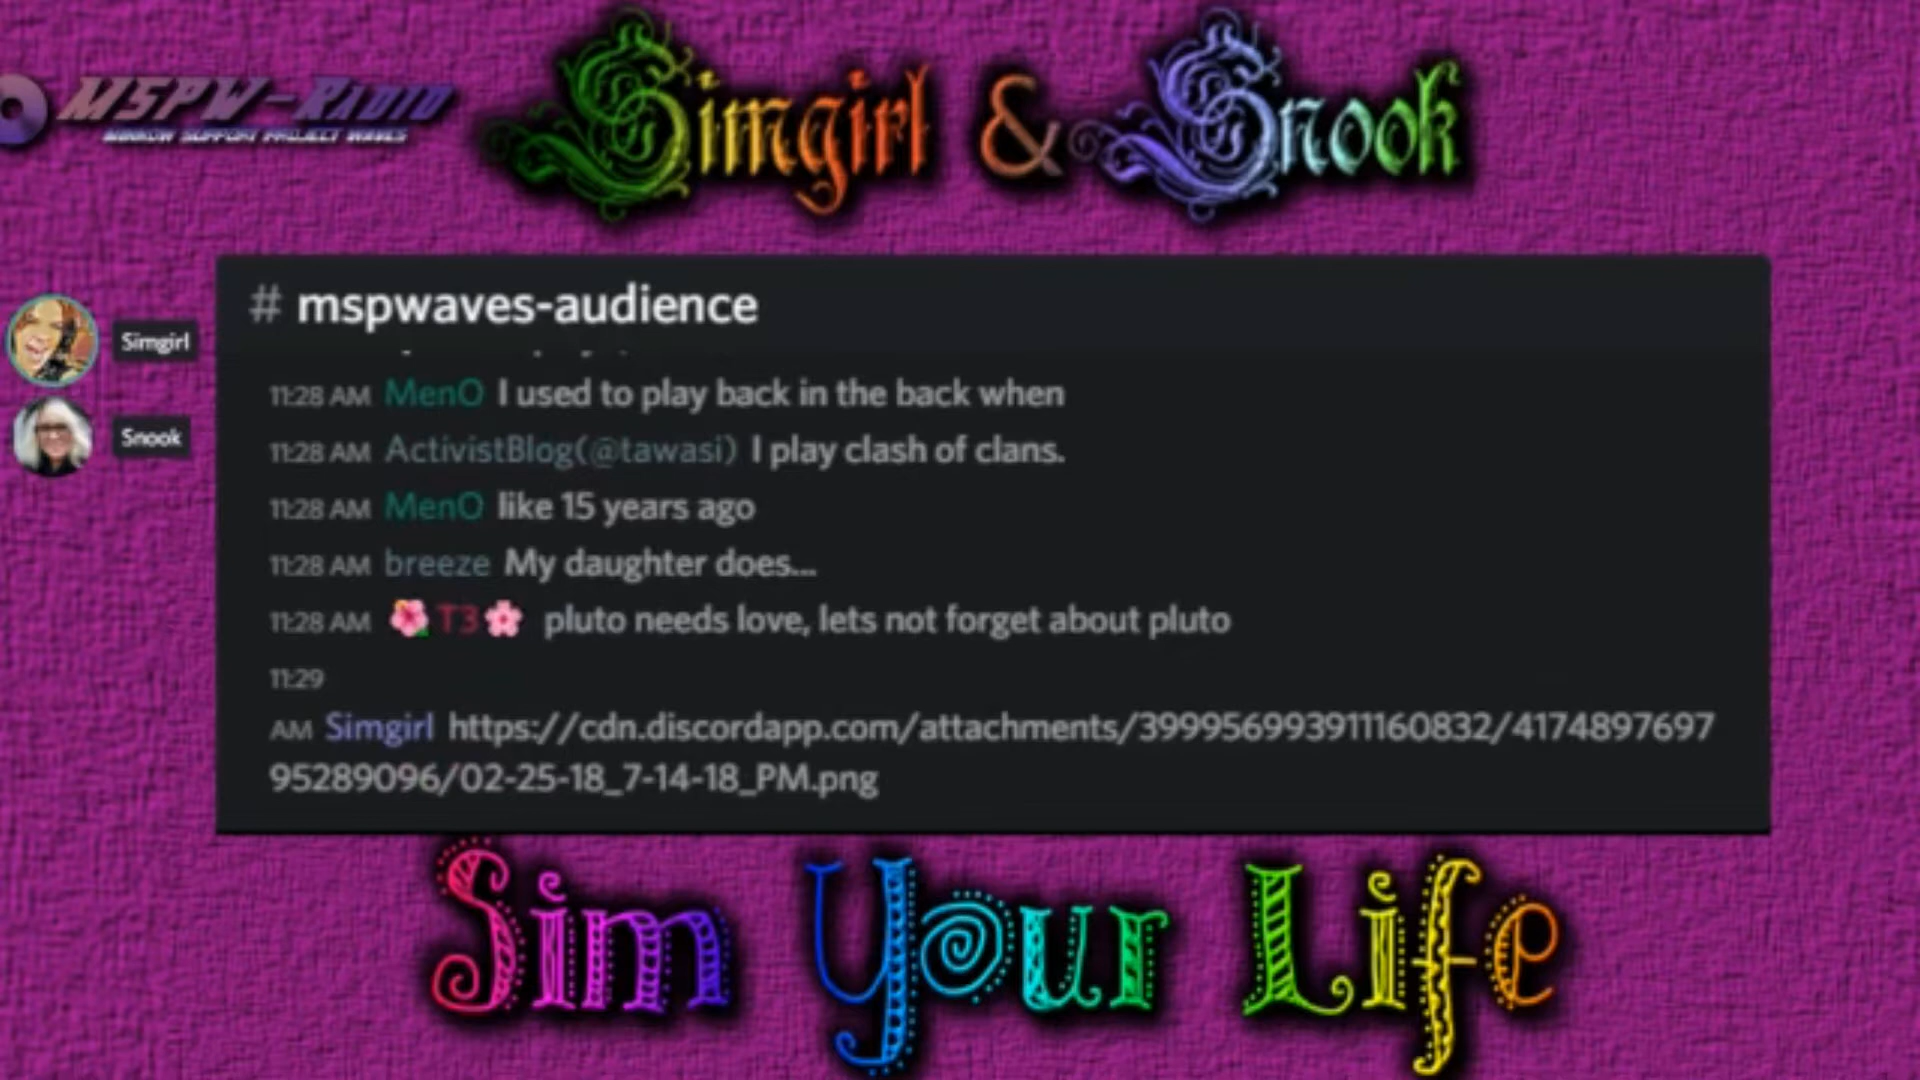 Simgirl & Snook
MSPW-Radio
MINNOW SUPPORT PROJECT WAVES
# mspwaves-audience
Simgirl
Snook
11:28 AM MenO I used to play back in the back when
11:28 AM ActivistBlog(@tawasi) I play clash of clans.
11:28 AM MenO like 15 years ago
11:28 AM breeze My daughter does...
11:28 AM 🌺T3🌸 pluto needs love, lets not forget about pluto
11:29
AM Simgirl https://cdn.discordapp.com/attachments/399956993911160832/4174897697
95289096/02-25-18_7-14-18_PM.png
Sim Your Life